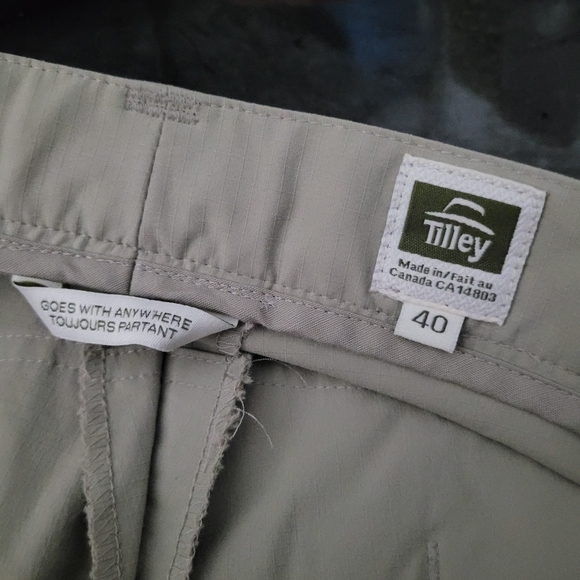 GOES WITH ANYWHERE
TOUJOURS PARTANT
Tilley
Made in/Fait au
Canada CA14803
40